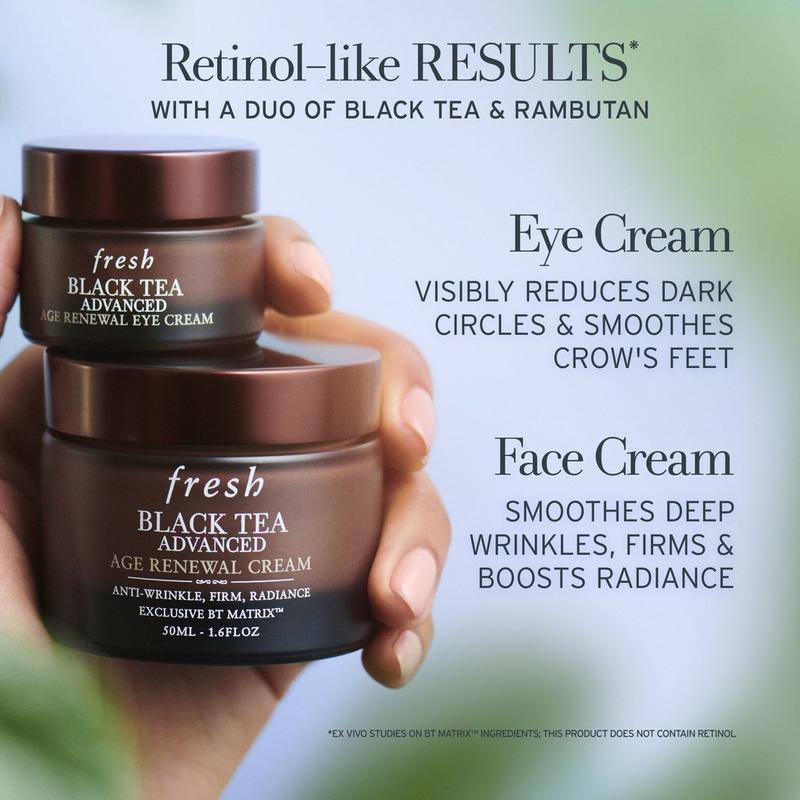 Retinol-like RESULTS*
WITH A DUO OF BLACK TEA & RAMBUTAN
fresh
BLACK TEA
ADVANCED
AGE RENEWAL EYE CREAM
Eye Cream
VISIBLY REDUCES DARK
CIRCLES & SMOOTHES
CROW'S FEET
fresh
BLACK TEA
ADVANCED
AGE RENEWAL CREAM
ANTI-WRINKLE, FIRM, RADIANCE
EXCLUSIVE BT MATRIX™
50ML - 1.6FLOZ
Face Cream
SMOOTHES DEEP
WRINKLES, FIRMS &
BOOSTS RADIANCE
*EX VIVO STUDIES ON BT MATRIX™ INGREDIENTS; THIS PRODUCT DOES NOT CONTAIN RETINOL